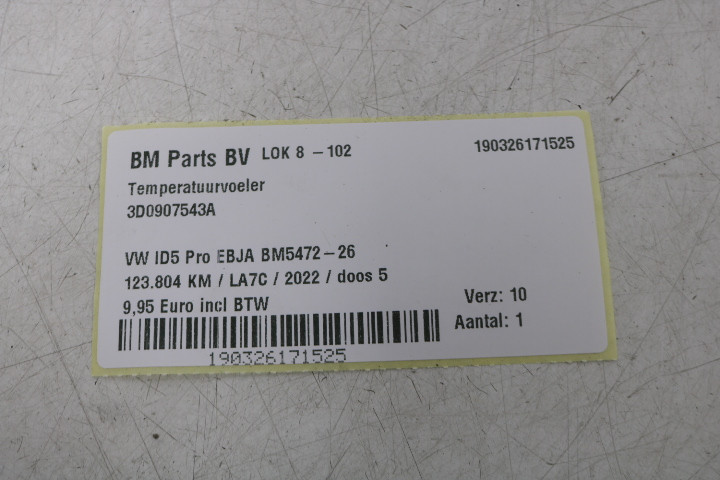 BM Parts BV LOK 8 - 102 190326171525
Temperatuurvoeler
3D0907543A
VW ID5 Pro EBJA BM5472-26
123.804 KM / LA7C / 2022 / doos 5
9,95 Euro incl BTW Verz: 10
Aantal: 1
190326171525